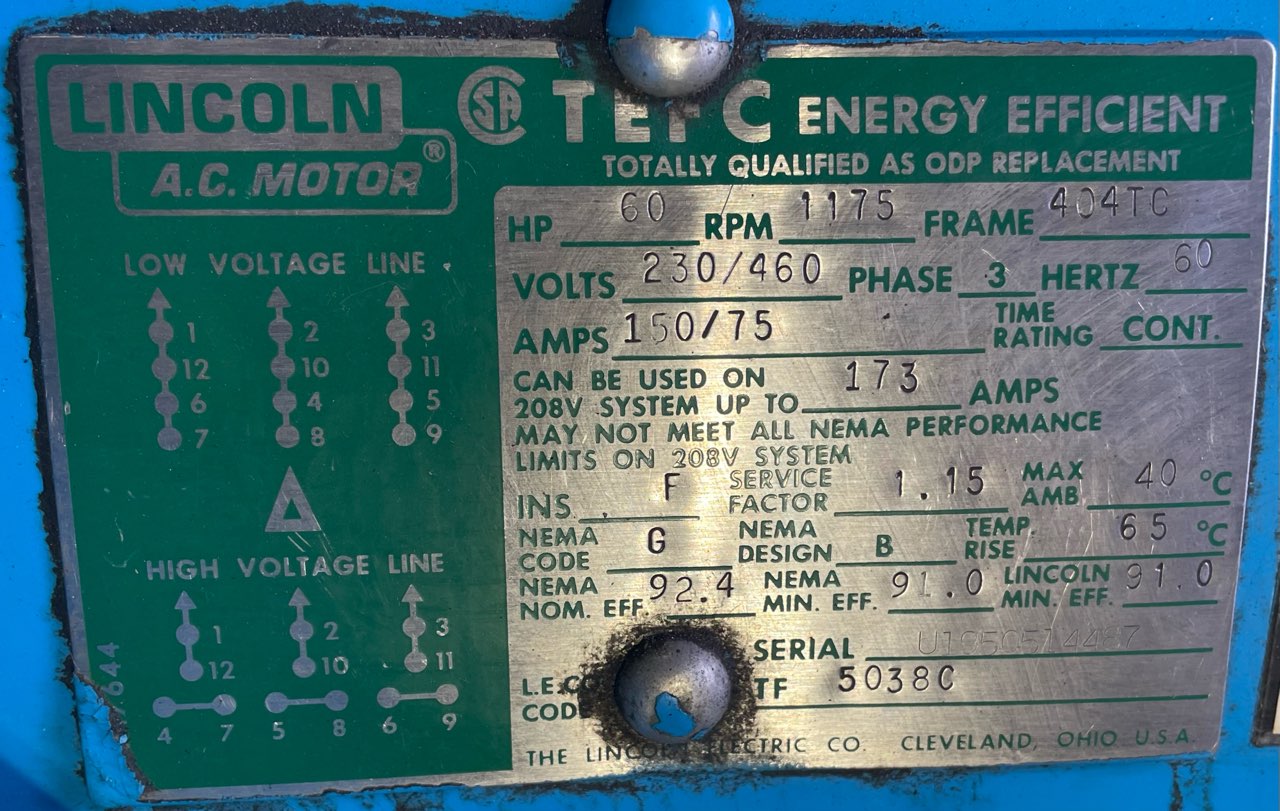 LINCOLN
A.C. MOTOR®
TEFC ENERGY EFFICIENT
TOTALLY QUALIFIED AS ODP REPLACEMENT
HP 60 RPM 1175 FRAME 404TC
VOLTS 230/460 PHASE 3 HERTZ 60
AMPS 150/75 TIME RATING CONT.
CAN BE USED ON
208V SYSTEM UP TO 173 AMPS
MAY NOT MEET ALL NEMA PERFORMANCE
LIMITS ON 208V SYSTEM
INS. F SERVICE FACTOR 1.15 MAX AMB 40 °C
NEMA CODE G NEMA DESIGN B TEMP. RISE 65 °C
NEMA NOM. EFF. 92.4 NEMA MIN. EFF. 91.0 LINCOLN MIN. EFF. 91.0
SERIAL
L.E.C. CODE TF 5038C
THE LINCOLN ELECTRIC CO. CLEVELAND, OHIO U.S.A.
LOW VOLTAGE LINE
1 2 3
12 10 11
6 4 5
7 8 9
HIGH VOLTAGE LINE
1 2 3
12 10 11
4 7 5 8 6 9